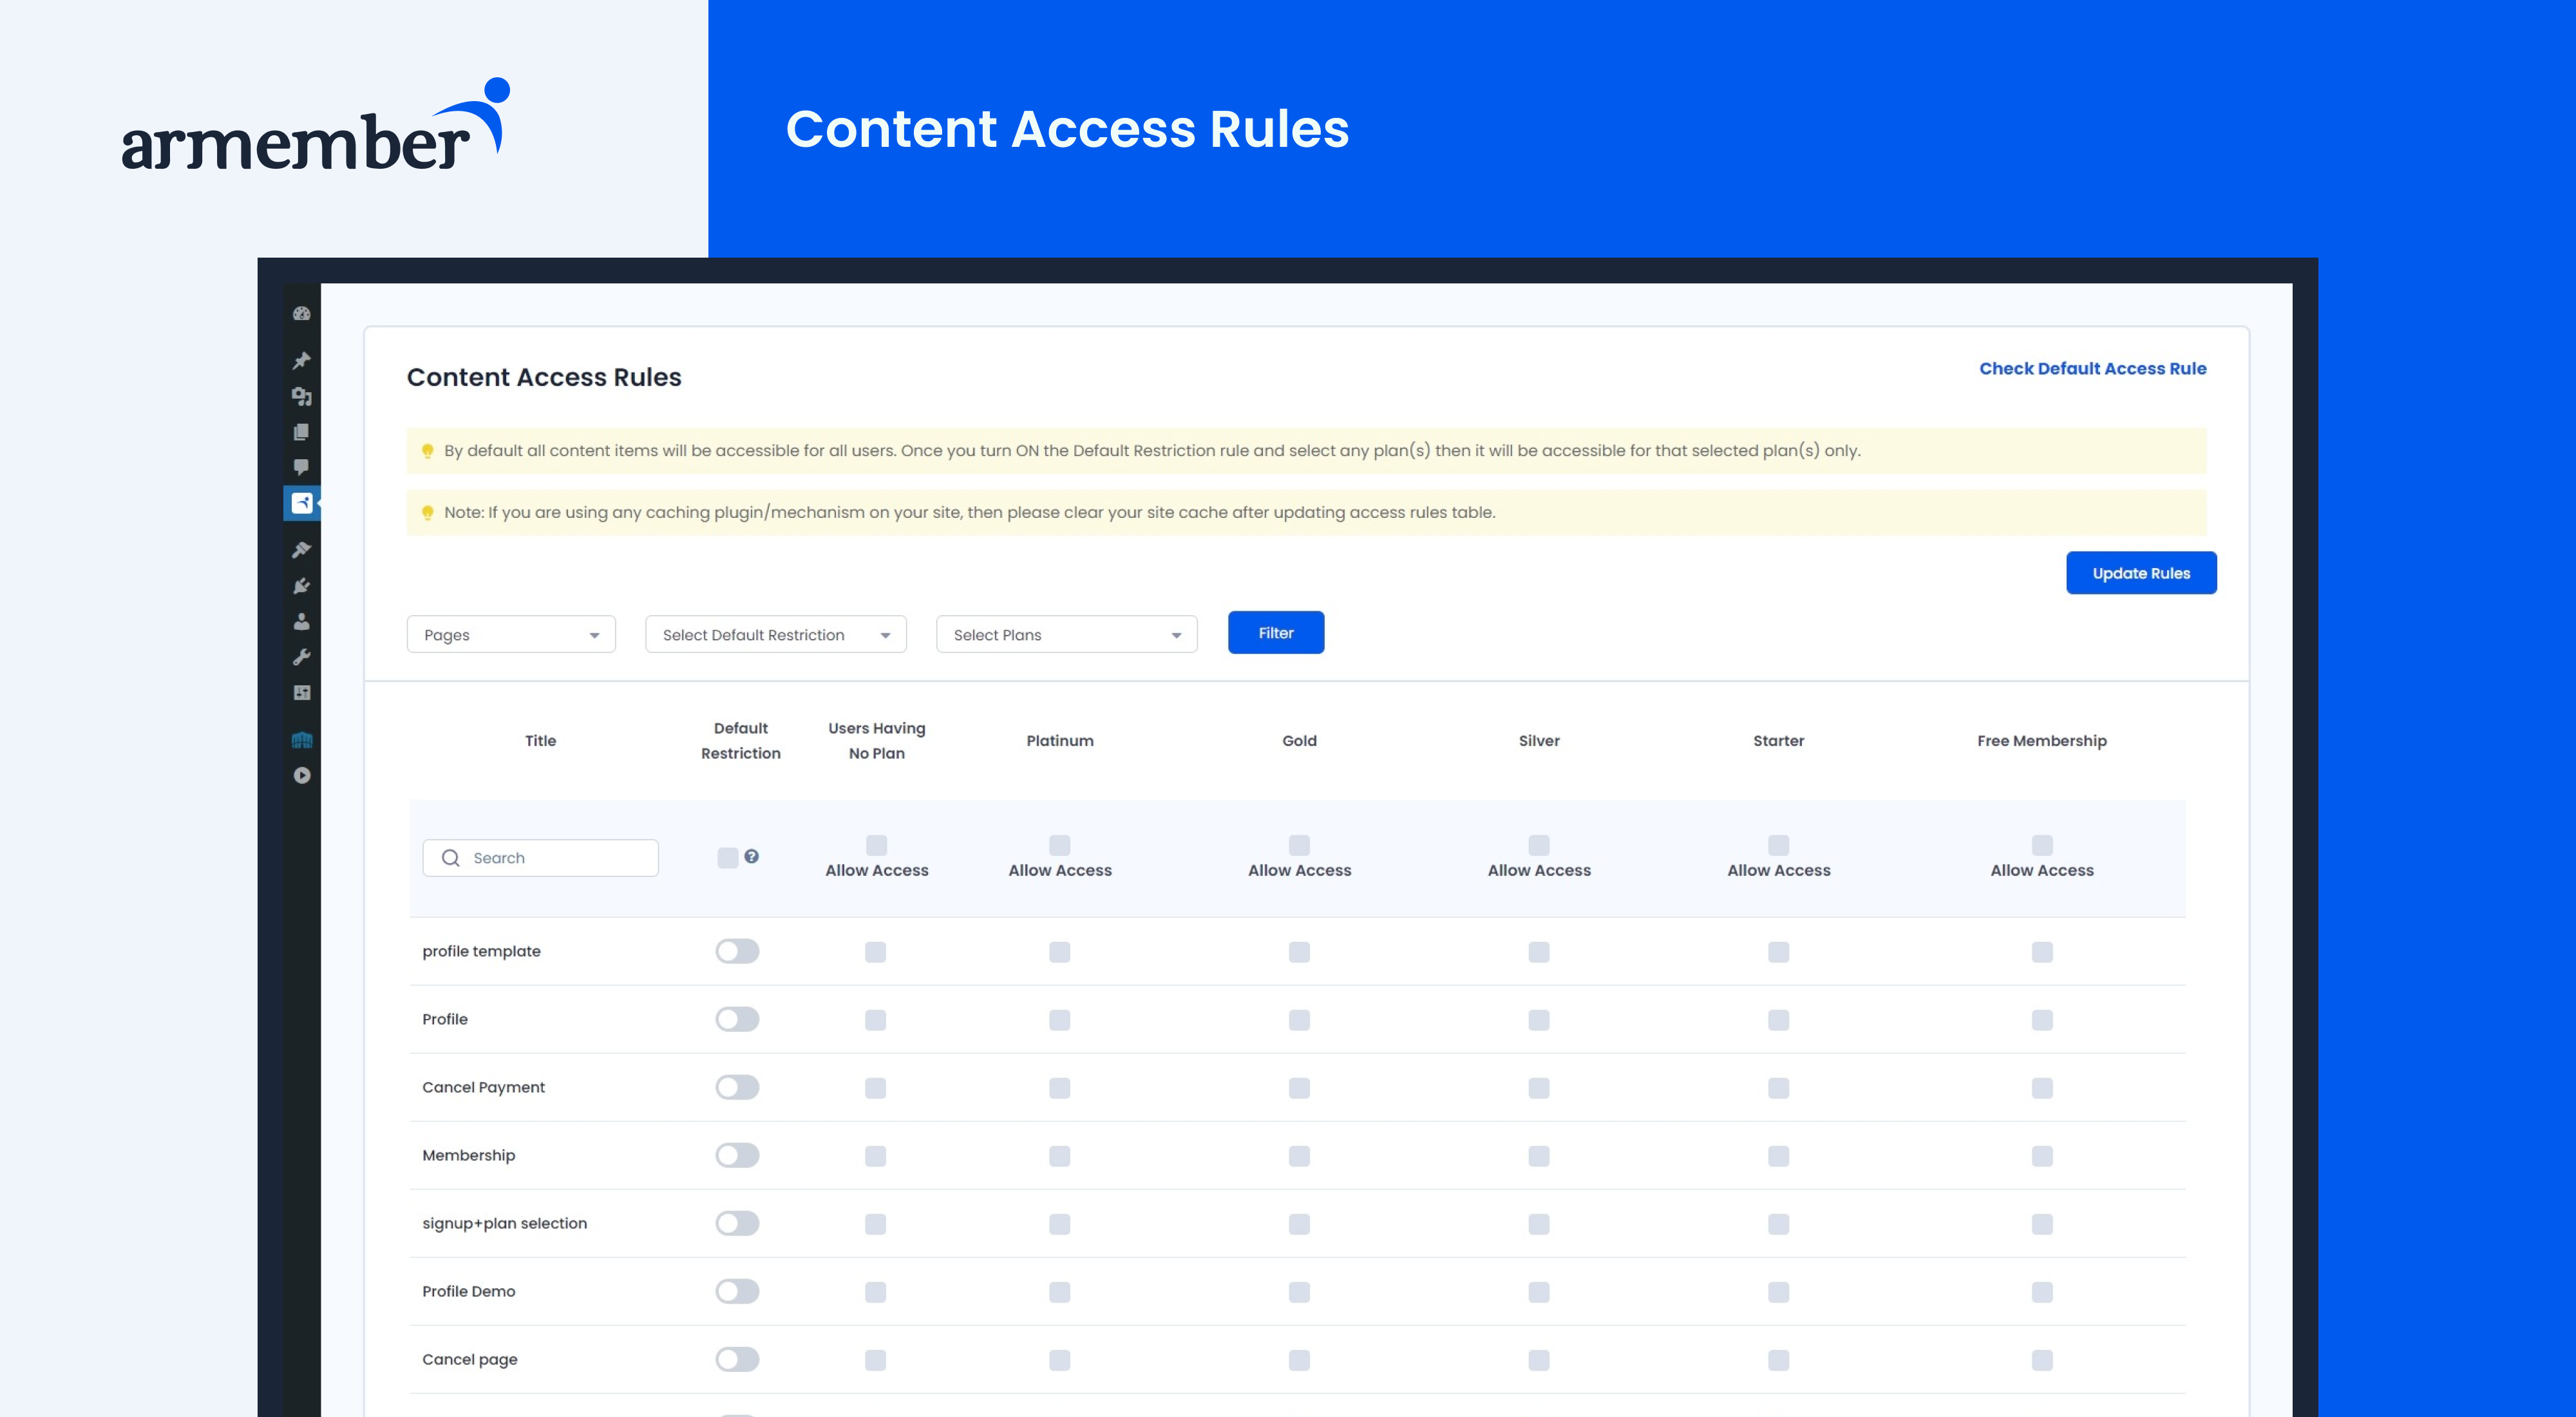 armember
Content Access Rules
Content Access Rules
Check Default Access Rule
By default all content items will be accessible for all users. Once you turn ON the Default Restriction rule and select any plan(s) then it will be accessible for that selected plan(s) only.
Note: If you are using any caching plugin/mechanism on your site, then please clear your site cache after updating access rules table.
Update Rules
Pages
Select Default Restriction
Select Plans
Filter
Title
Default
Restriction
Users Having
No Plan
Platinum
Gold
Silver
Starter
Free Membership
Search
?
Allow Access
Allow Access
Allow Access
Allow Access
Allow Access
Allow Access
profile template
Profile
Cancel Payment
Membership
signup+plan selection
Profile Demo
Cancel page